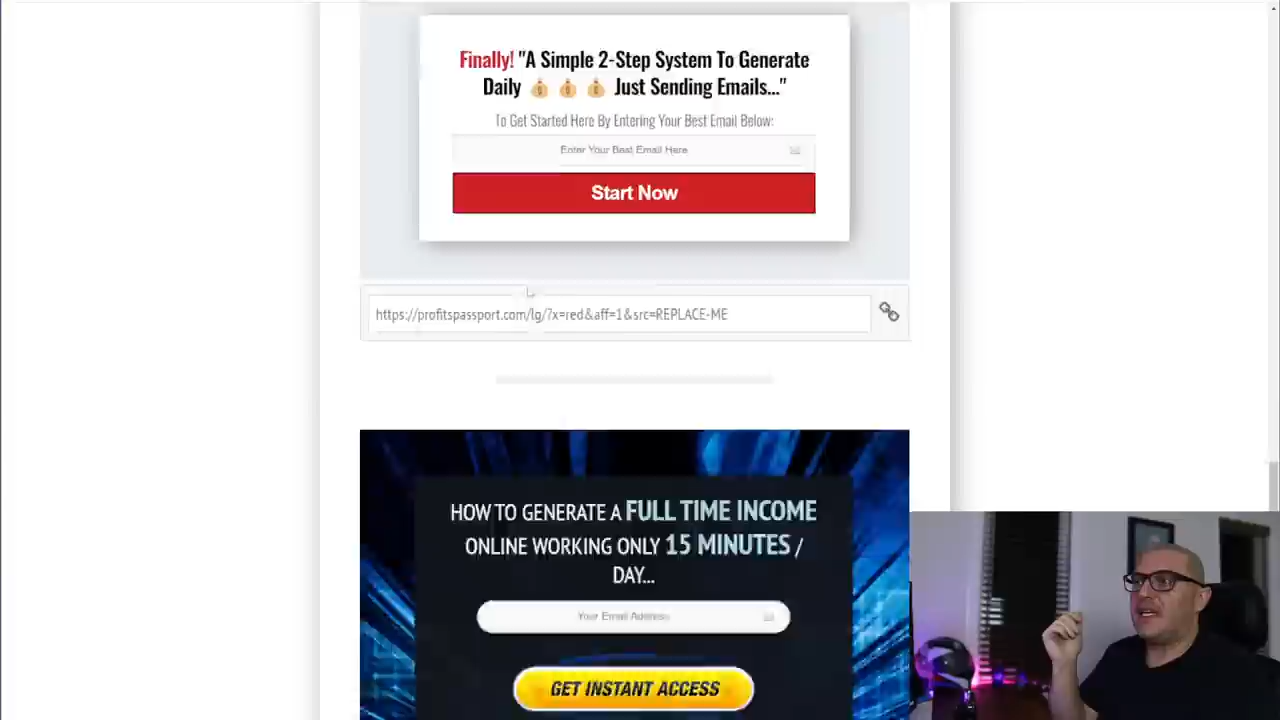 Finally! "A Simple 2-Step System To Generate
Daily 💰 💰 💰 Just Sending Emails..."
To Get Started Here By Entering Your Best Email Below:
Enter Your Best Email Here
Start Now
https://profitspassport.com/lg/?x=red&aff=1&src=REPLACE-ME
HOW TO GENERATE A FULL TIME INCOME
ONLINE WORKING ONLY 15 MINUTES /
DAY...
Your Email Address
GET INSTANT ACCESS